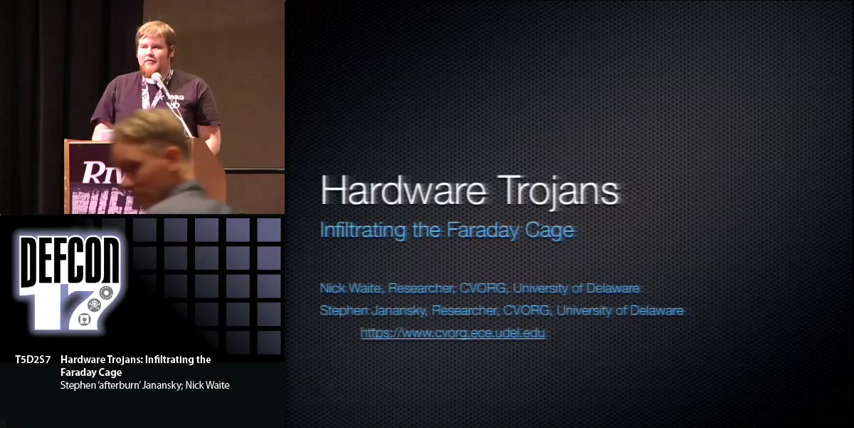 RIV
Hardware Trojans
Infiltrating the Faraday Cage
Nick Waite, Researcher, CVORG, University of Delaware
Stephen Janansky, Researcher, CVORG, University of Delaware
https://www.cvorg.ece.udel.edu
DEFCON
17
T5D2S7 Hardware Trojans: Infiltrating the
Faraday Cage
Stephen 'afterburn' Janansky; Nick Waite